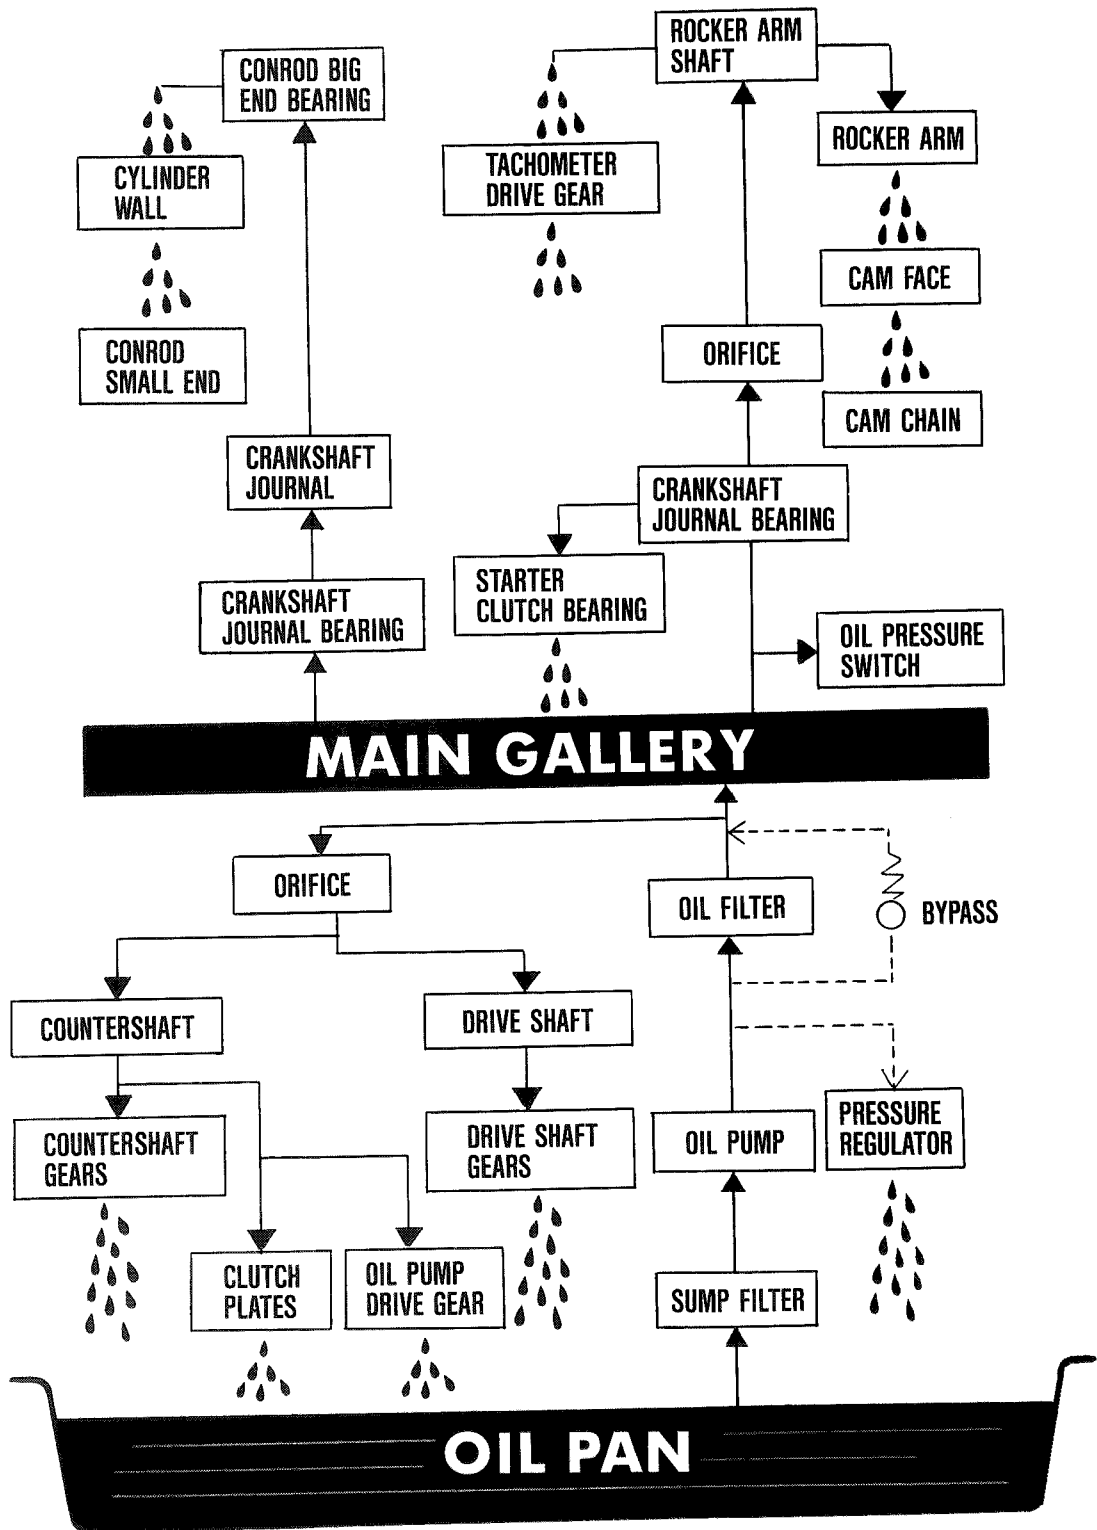 ROCKER ARM
SHAFT
CONROD BIG
END BEARING
ROCKER ARM
TACHOMETER
DRIVE GEAR
CYLINDER
WALL
CAM FACE
CONROD
SMALL END
ORIFICE
CAM CHAIN
CRANKSHAFT
JOURNAL
CRANKSHAFT
JOURNAL BEARING
STARTER
CLUTCH BEARING
CRANKSHAFT
JOURNAL BEARING
OIL PRESSURE
SWITCH
MAIN GALLERY
ORIFICE
OIL FILTER
BYPASS
COUNTERSHAFT
DRIVE SHAFT
COUNTERSHAFT
GEARS
DRIVE SHAFT
GEARS
OIL PUMP
PRESSURE
REGULATOR
CLUTCH
PLATES
OIL PUMP
DRIVE GEAR
SUMP FILTER
OIL PAN